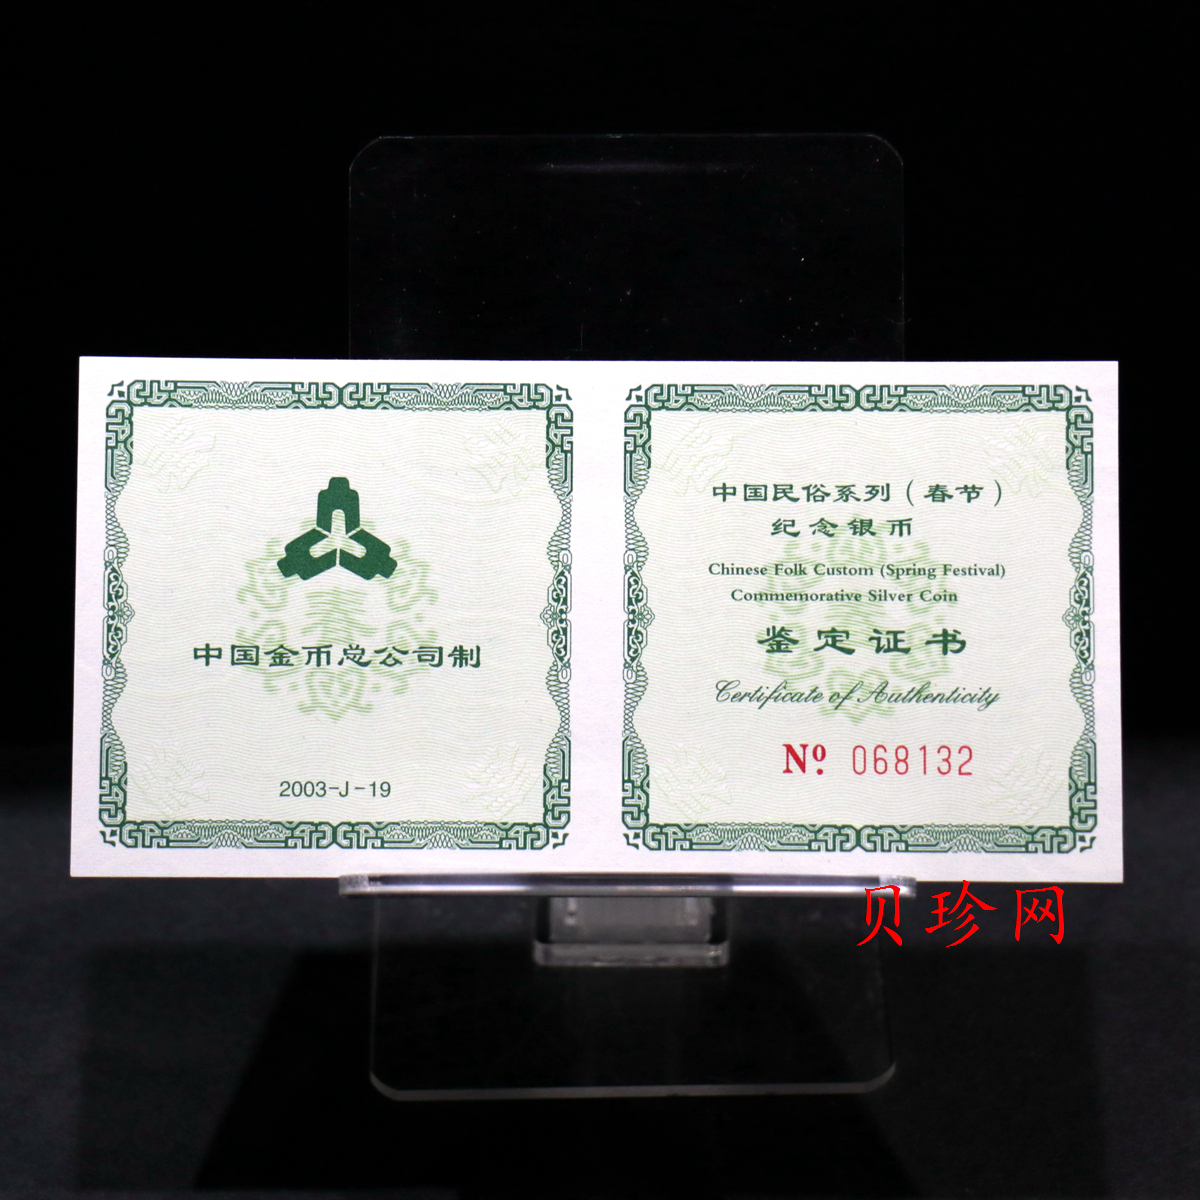 中国金币总公司制
2003-J-19
中国民俗系列(春节)
纪念银币
Chinese Folk Custom (Spring Festival)
Commemorative Silver Coin
鉴定证书
Certificate of Authenticity
Nº 068132
贝珍网